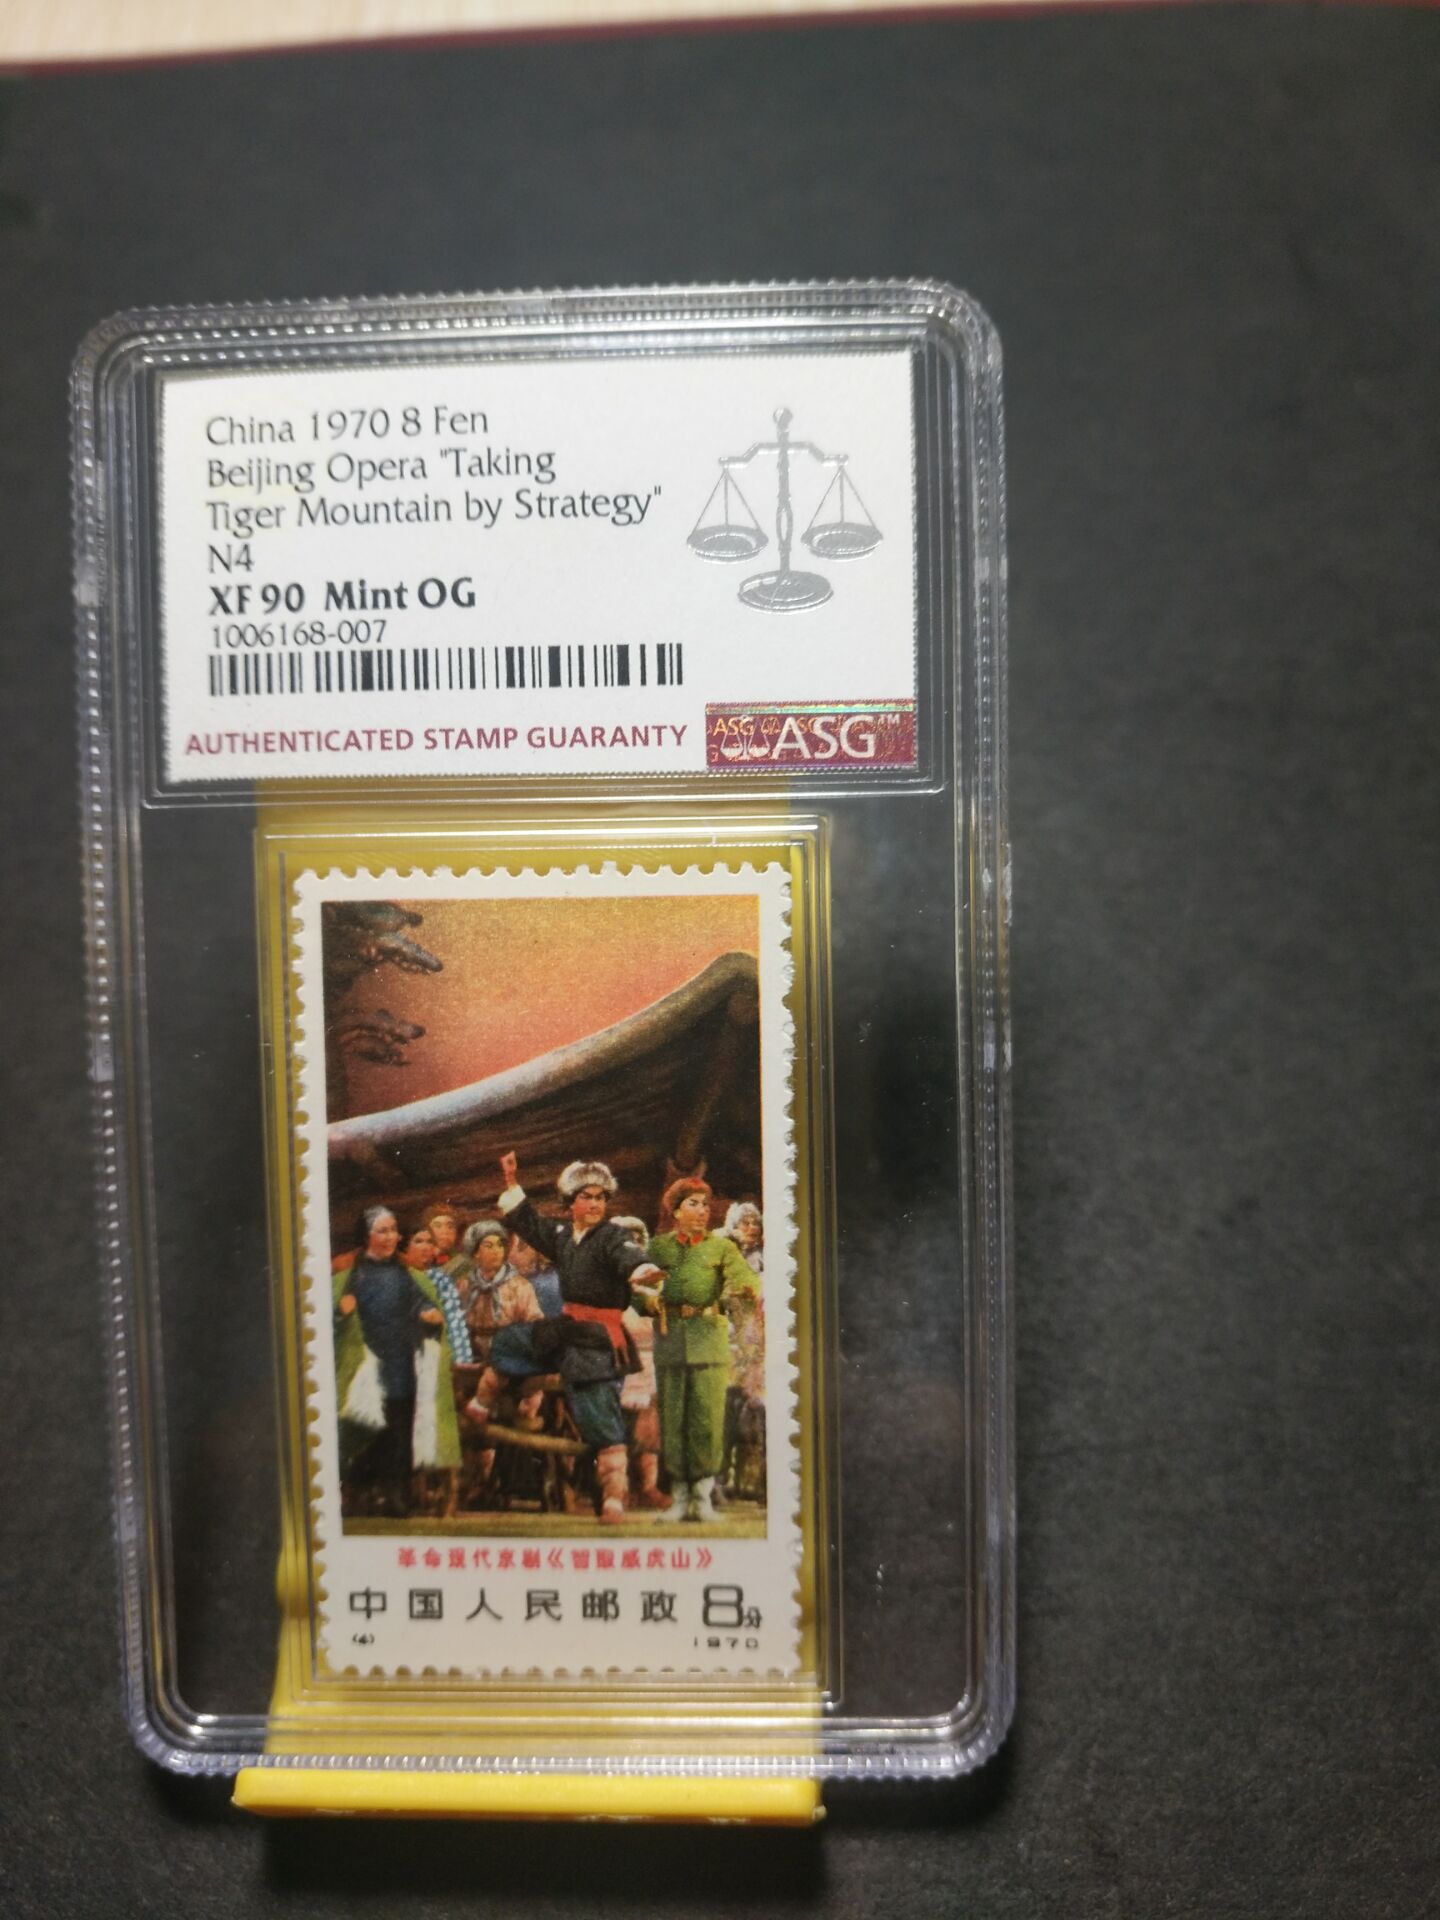 China 1970 8 Fen
Beijing Opera "Taking
Tiger Mountain by Strategy"
N4
XF 90 Mint OG
1006168-007
AUTHENTICATED STAMP GUARANTY
ASG ASG
ASG™
革命现代京剧《智取威虎山》
中国人民邮政 8分
(4) 1970